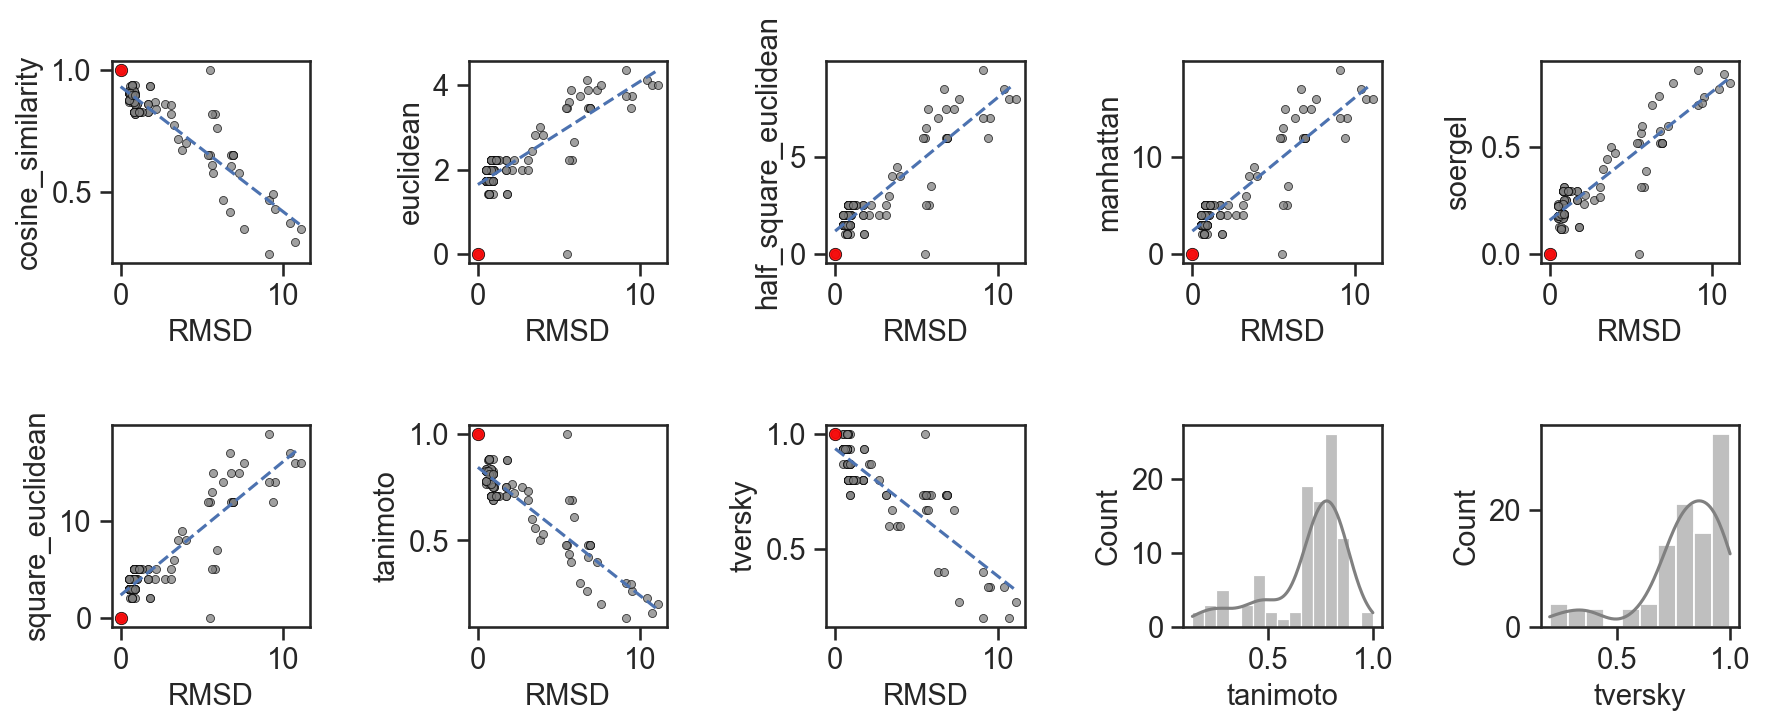 cosine_similarity
1.0
0.5
0
10
RMSD
euclidean
4
2
0
0
10
RMSD
half_square_euclidean
5
0
0
10
RMSD
manhattan
10
0
0
10
RMSD
soergel
0.5
0.0
0
10
RMSD
square_euclidean
10
0
0
10
RMSD
tanimoto
1.0
0.5
0
10
RMSD
tversky
1.0
0.5
0
10
RMSD
Count
20
10
0
0.5
1.0
tanimoto
Count
20
0
0.5
1.0
tversky